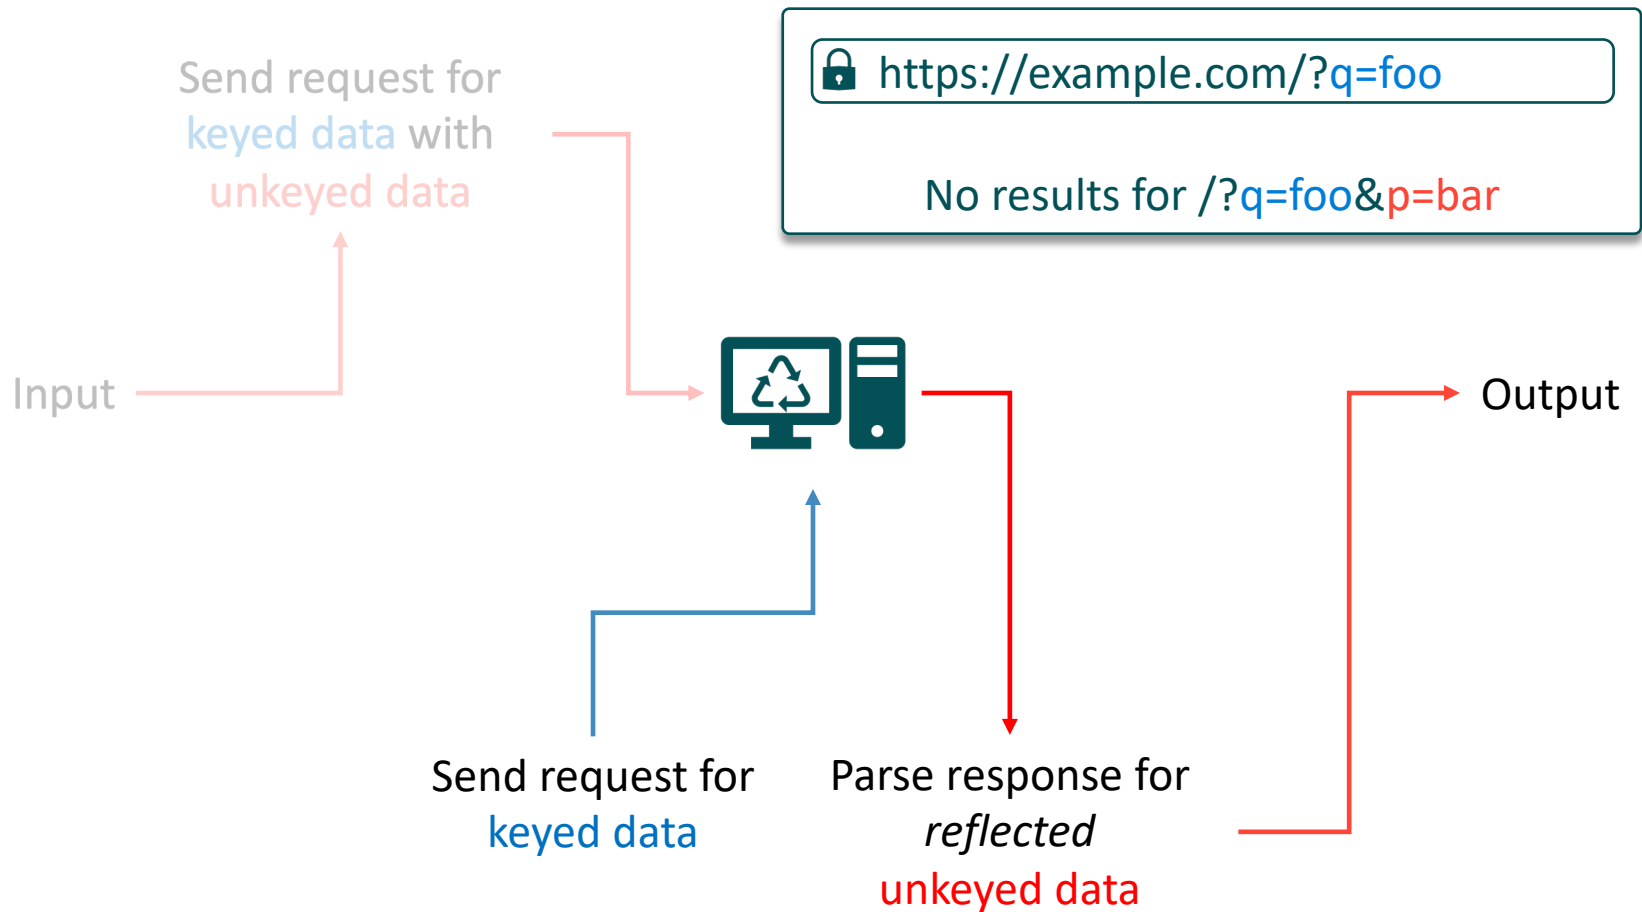 Send request for
keyed data with
unkeyed data
https://example.com/?q=foo
No results for /?q=foo&p=bar
Input
Output
Send request for
keyed data
Parse response for
reflected
unkeyed data